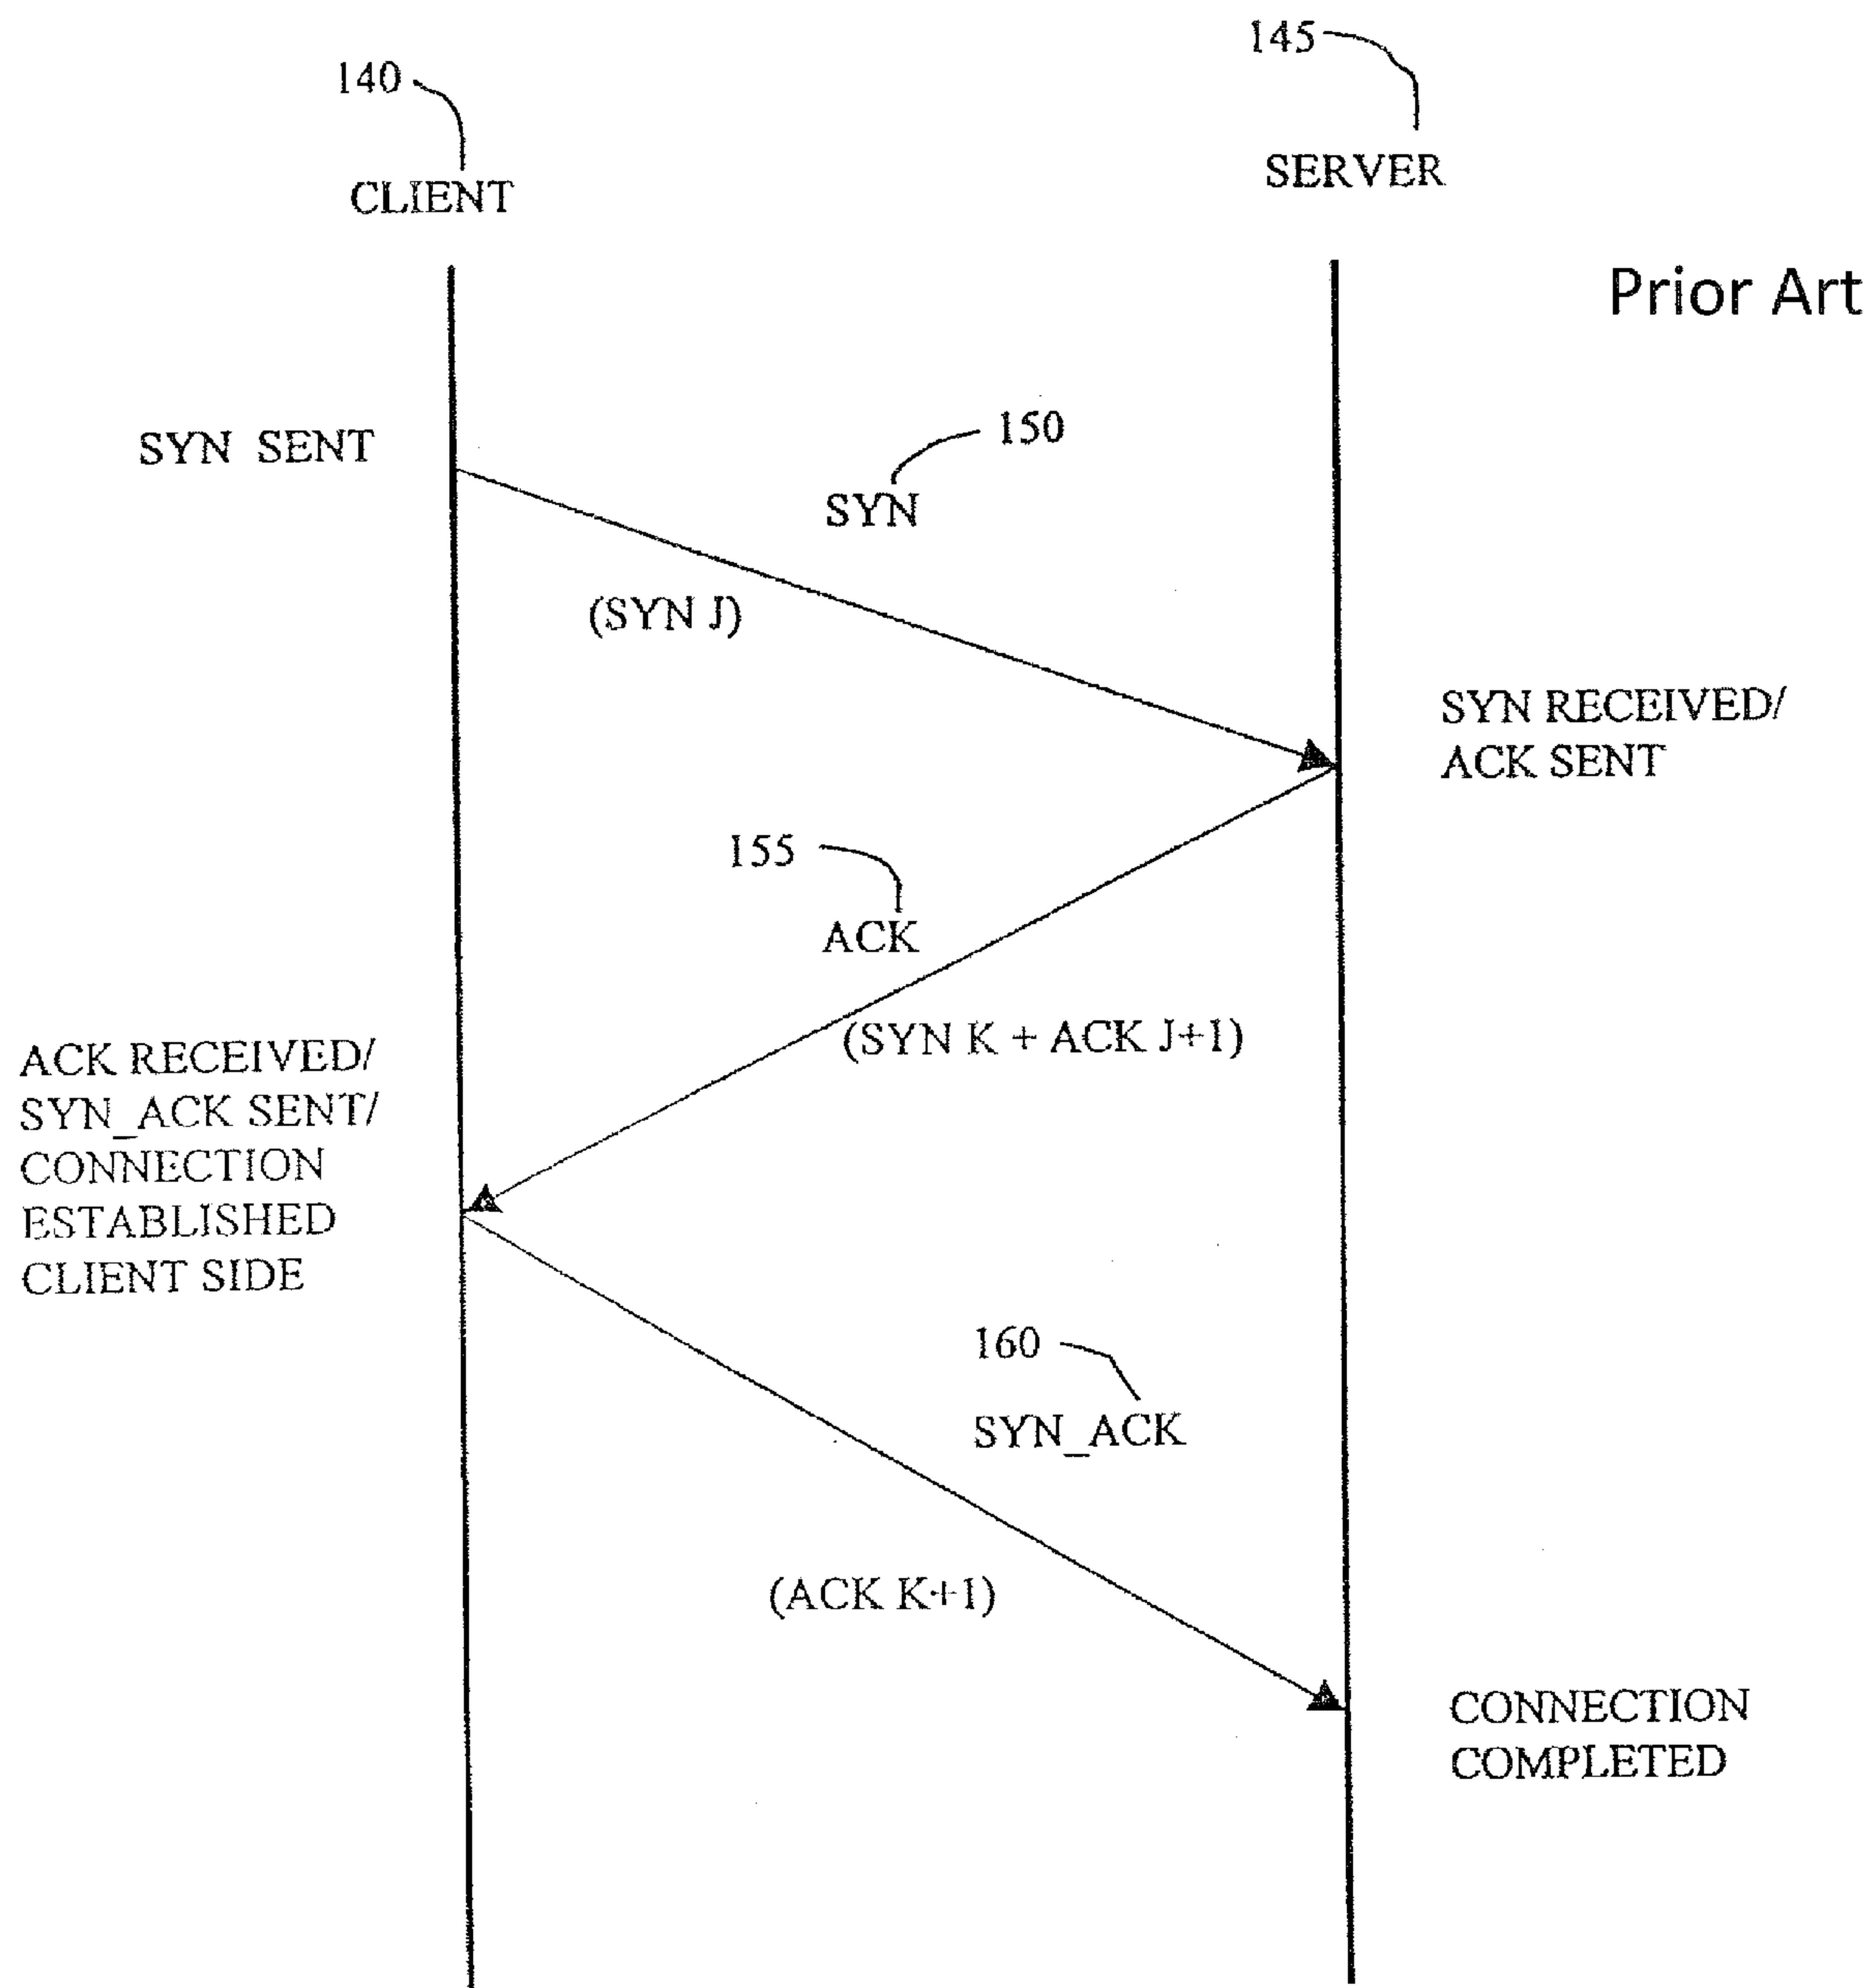 145
140
SERVER
CLIENT
Prior Art
150
SYN SENT
SYN
(SYN J)
SYN RECEIVED/
ACK SENT
155
ACK
(SYN K + ACK J+1)
ACK RECEIVED/
SYN_ACK SENT/
CONNECTION
ESTABLISHED
CLIENT SIDE
160
SYN_ACK
(ACK K+1)
CONNECTION
COMPLETED